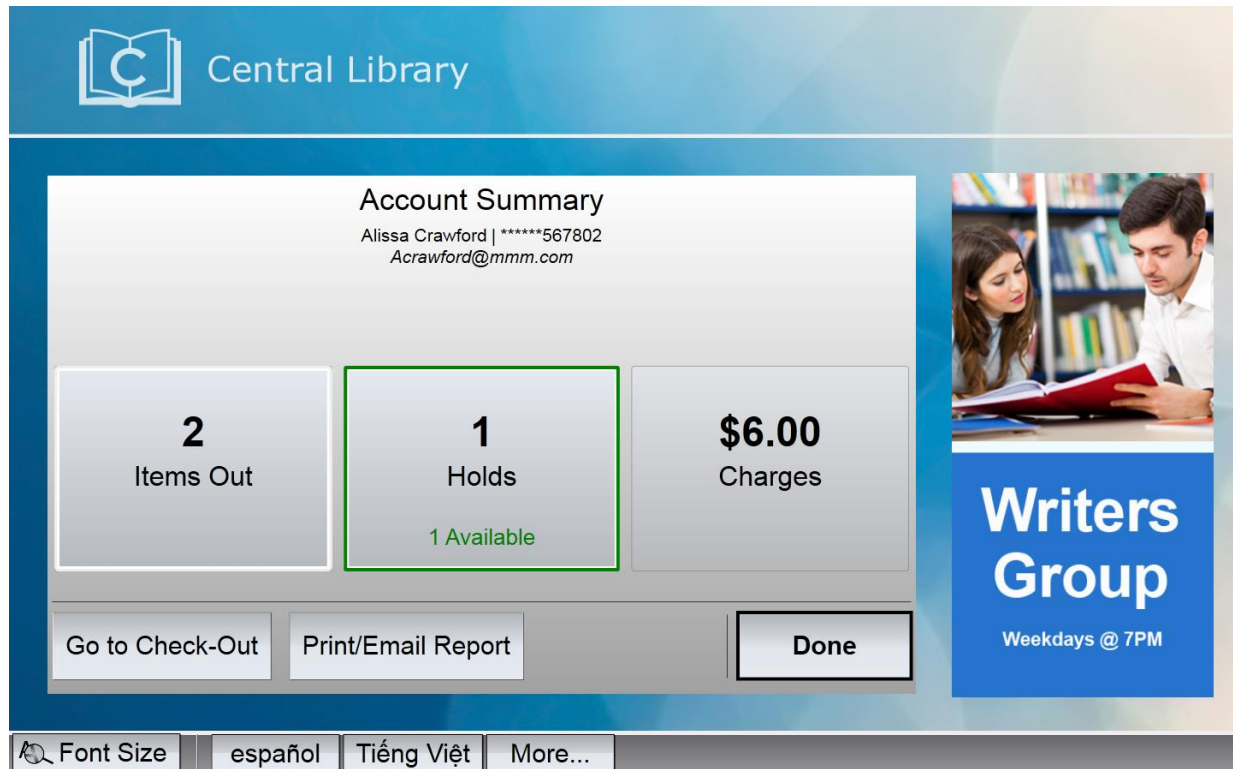 C
Central Library
Account Summary
Alissa Crawford | ******567802
Acrawford@mmm.com
2
Items Out
1
Holds
1 Available
$6.00
Charges
Go to Check-Out
Print/Email Report
Done
Writers
Group
Weekdays @ 7PM
Font Size
español
Tiếng Việt
More...